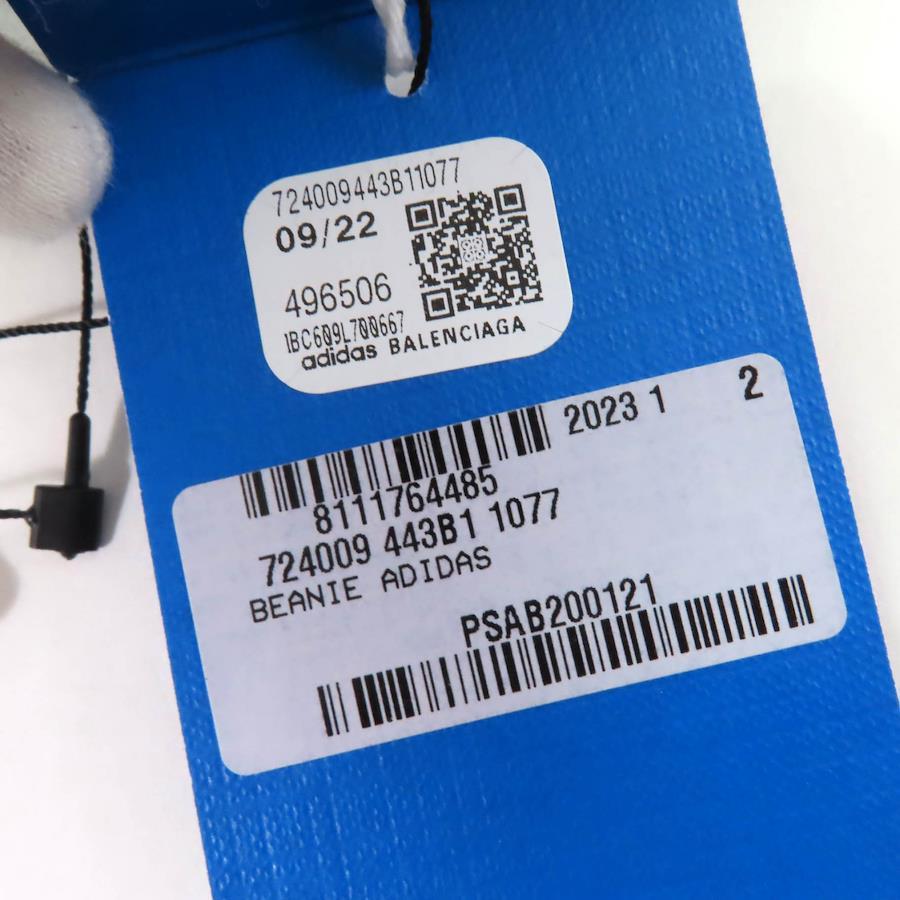 724009443B11077
09/22
496506
1BC609L700667
adidas BALENCIAGA
2023 1 2
8111764485
724009 443B1 1077
BEANIE ADIDAS
PSAB200121